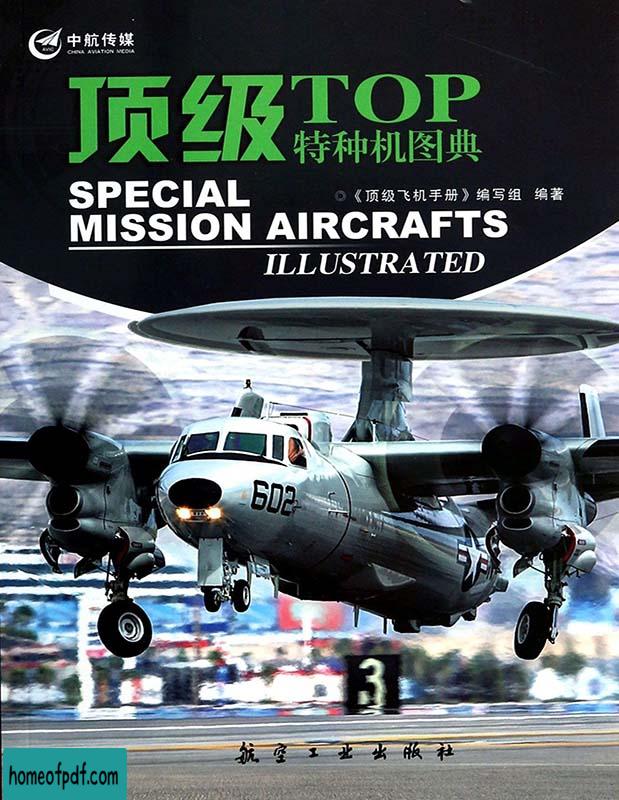 中航传媒
AVIC
CHINA AVIATION MEDIA
顶级TOP
特种机图典
SPECIAL
MISSION AIRCRAFTS
◎《顶级飞机手册》编写组 编著
ILLUSTRATED
602
3
航空工业出版社
homeofpdf.com